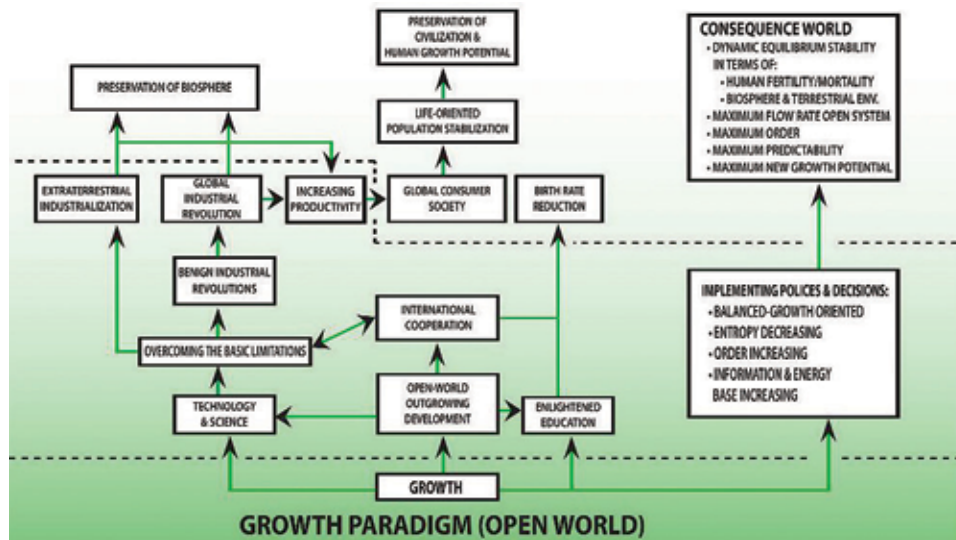 PRESERVATION OF
CIVILIZATION &
HUMAN GROWTH POTENTIAL
CONSEQUENCE WORLD
• DYNAMIC EQUILIBRIUM STABILITY
IN TERMS OF:
• HUMAN FERTILITY/MORTALITY
• BIOSPHERE & TERRESTRIAL ENV.
• MAXIMUM FLOW RATE OPEN SYSTEM
• MAXIMUM ORDER
• MAXIMUM PREDICTABILITY
• MAXIMUM NEW GROWTH POTENTIAL
PRESERVATION OF BIOSPHERE
LIFE-ORIENTED
POPULATION STABILIZATION
EXTRATERRESTRIAL
INDUSTRIALIZATION
GLOBAL
INDUSTRIAL
REVOLUTION
INCREASING
PRODUCTIVITY
GLOBAL CONSUMER
SOCIETY
BIRTH RATE
REDUCTION
BENIGN INDUSTRIAL
REVOLUTIONS
INTERNATIONAL
COOPERATION
IMPLEMENTING POLICES & DECISIONS:
• BALANCED-GROWTH ORIENTED
• ENTROPY DECREASING
• ORDER INCREASING
• INFORMATION & ENERGY
BASE INCREASING
OVERCOMING THE BASIC LIMITATIONS
TECHNOLOGY
& SCIENCE
OPEN-WORLD
OUTGROWING
DEVELOPMENT
ENLIGHTENED
EDUCATION
GROWTH
GROWTH PARADIGM (OPEN WORLD)